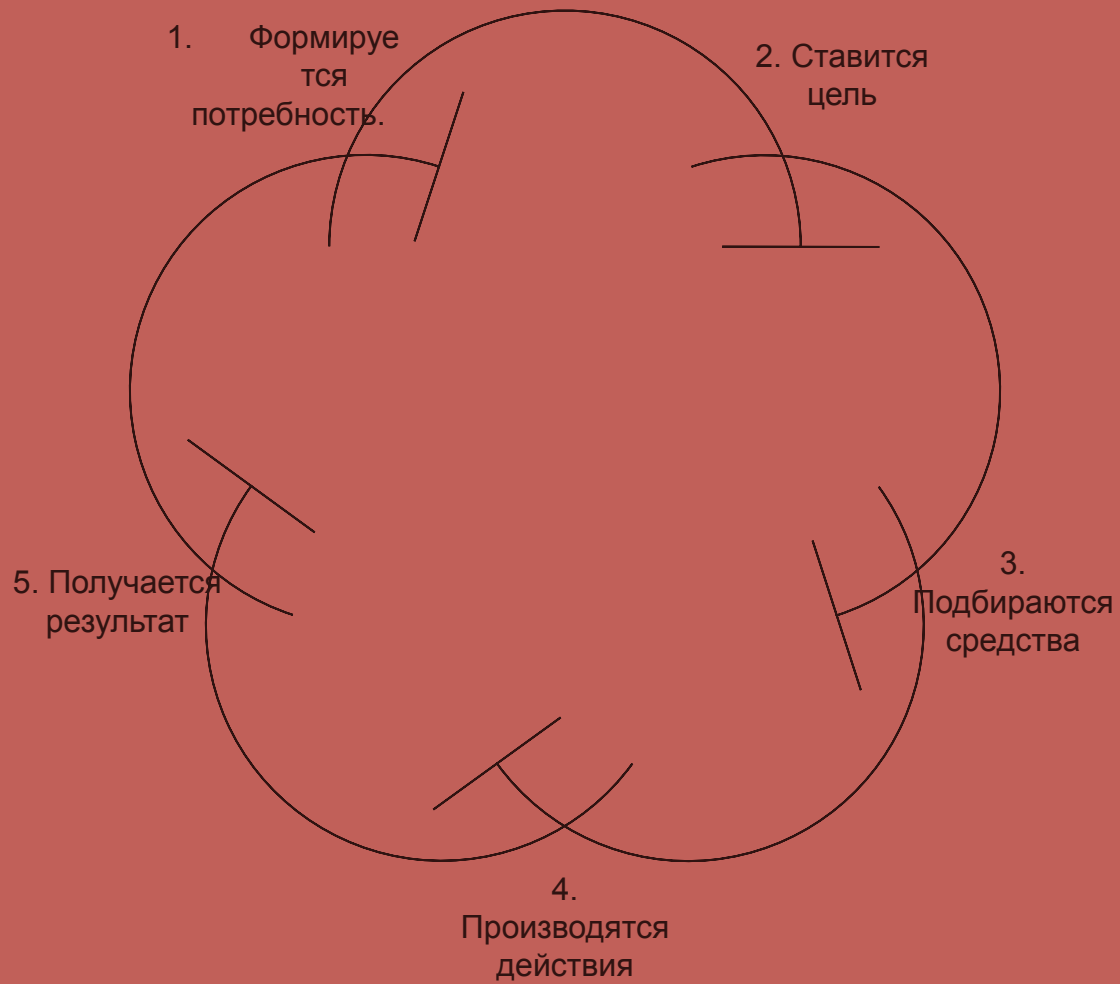 1. Формируе
тся
потребность.
2. Ставится
цель
3.
Подбираются
средства
4.
Производятся
действия
5. Получается
результат